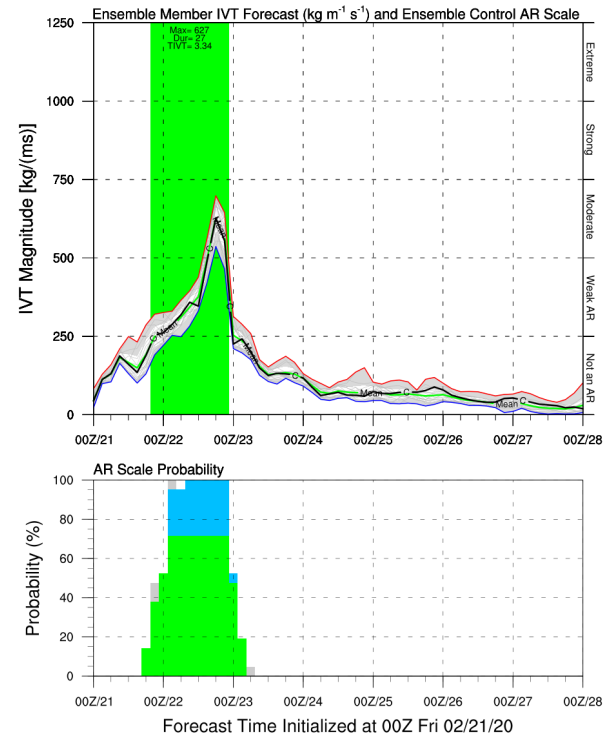 Ensemble Member IVT Forecast (kg m⁻¹ s⁻¹) and Ensemble Control AR Scale
Max= 627
Dur= 27
TIVT= 3.34
IVT Magnitude [kg/(ms)]
1250
1000
750
500
250
0
Extreme
Strong
Moderate
Weak AR
Not an AR
C
Mean
C
Mean
C
Mean
C
Mean
C
Mean
C
00Z/21
00Z/22
00Z/23
00Z/24
00Z/25
00Z/26
00Z/27
00Z/28
AR Scale Probability
Probability (%)
100
80
60
40
20
0
00Z/21
00Z/22
00Z/23
00Z/24
00Z/25
00Z/26
00Z/27
00Z/28
Forecast Time Initialized at 00Z Fri 02/21/20